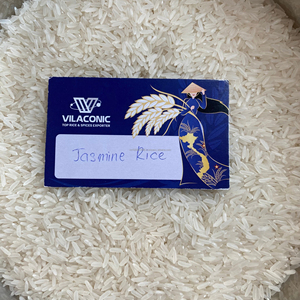 VILACONIC
TOP RICE & SPICES EXPORTER
Jasmine Rice